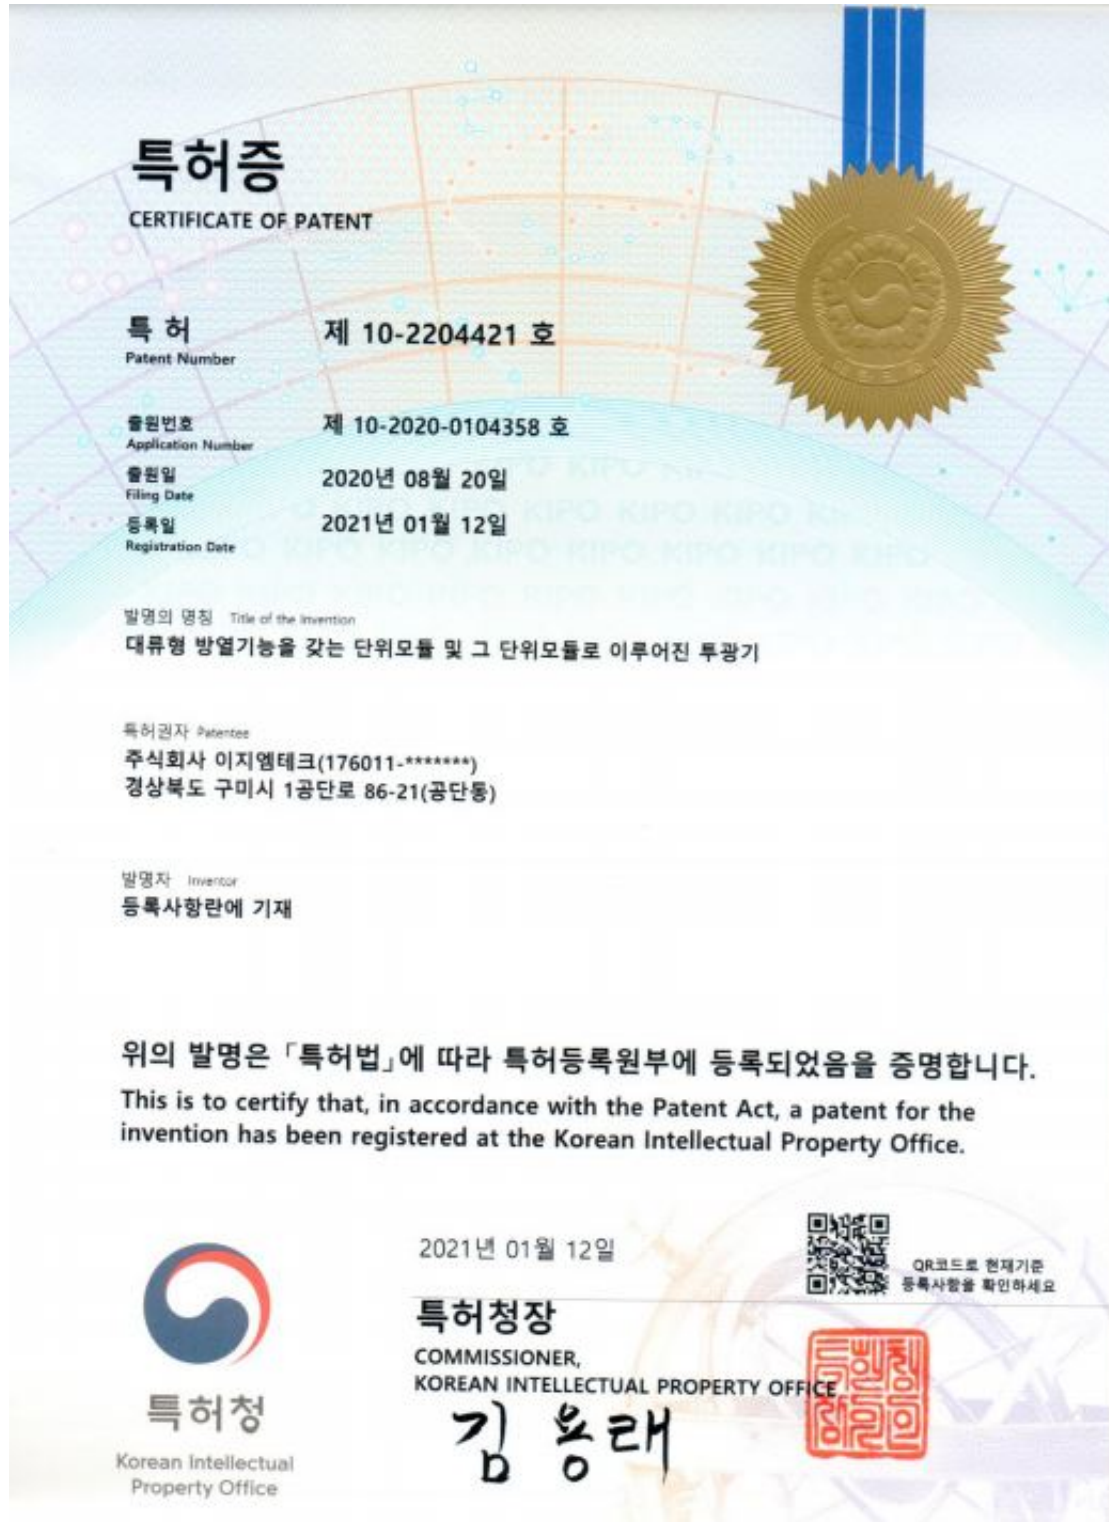 특허증
CERTIFICATE OF PATENT
특 허 제 10-2204421 호
Patent Number
출원번호 제 10-2020-0104358 호
Application Number
출원일 2020년 08월 20일
Filing Date
등록일 2021년 01월 12일
Registration Date
KIPO KIPO KIPO KIPO
KIPO KIPO KIPO KIPO KIPO KIPO KIPO
발명의 명칭 Title of the Invention
대류형 방열기능을 갖는 단위모듈 및 그 단위모듈로 이루어진 투광기
특허권자 Patentee
주식회사 이지엠테크(176011-*******)
경상북도 구미시 1공단로 86-21(공단동)
발명자 Inventor
등록사항란에 기재
위의 발명은 「특허법」에 따라 특허등록원부에 등록되었음을 증명합니다.
This is to certify that, in accordance with the Patent Act, a patent for the
invention has been registered at the Korean Intellectual Property Office.
2021년 01월 12일
QR코드로 현재기준
등록사항을 확인하세요
특허청장
COMMISSIONER,
KOREAN INTELLECTUAL PROPERTY OFFICE
김용래
특허청
Korean Intellectual
Property Office